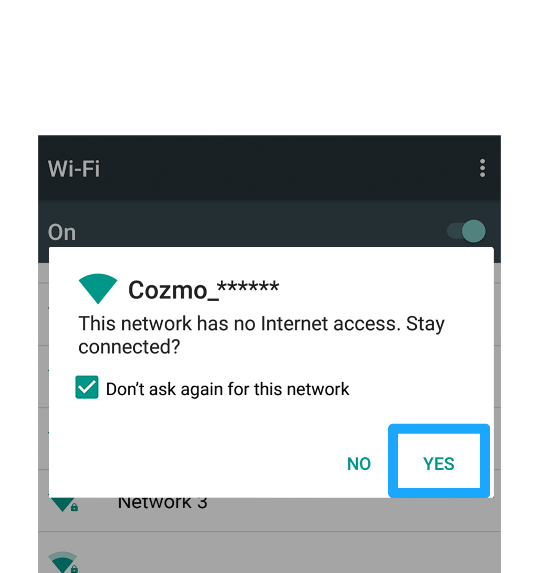 Wi-Fi
On
Cozmo_******
This network has no Internet access. Stay
connected?
Don't ask again for this network
NO YES
Network 3